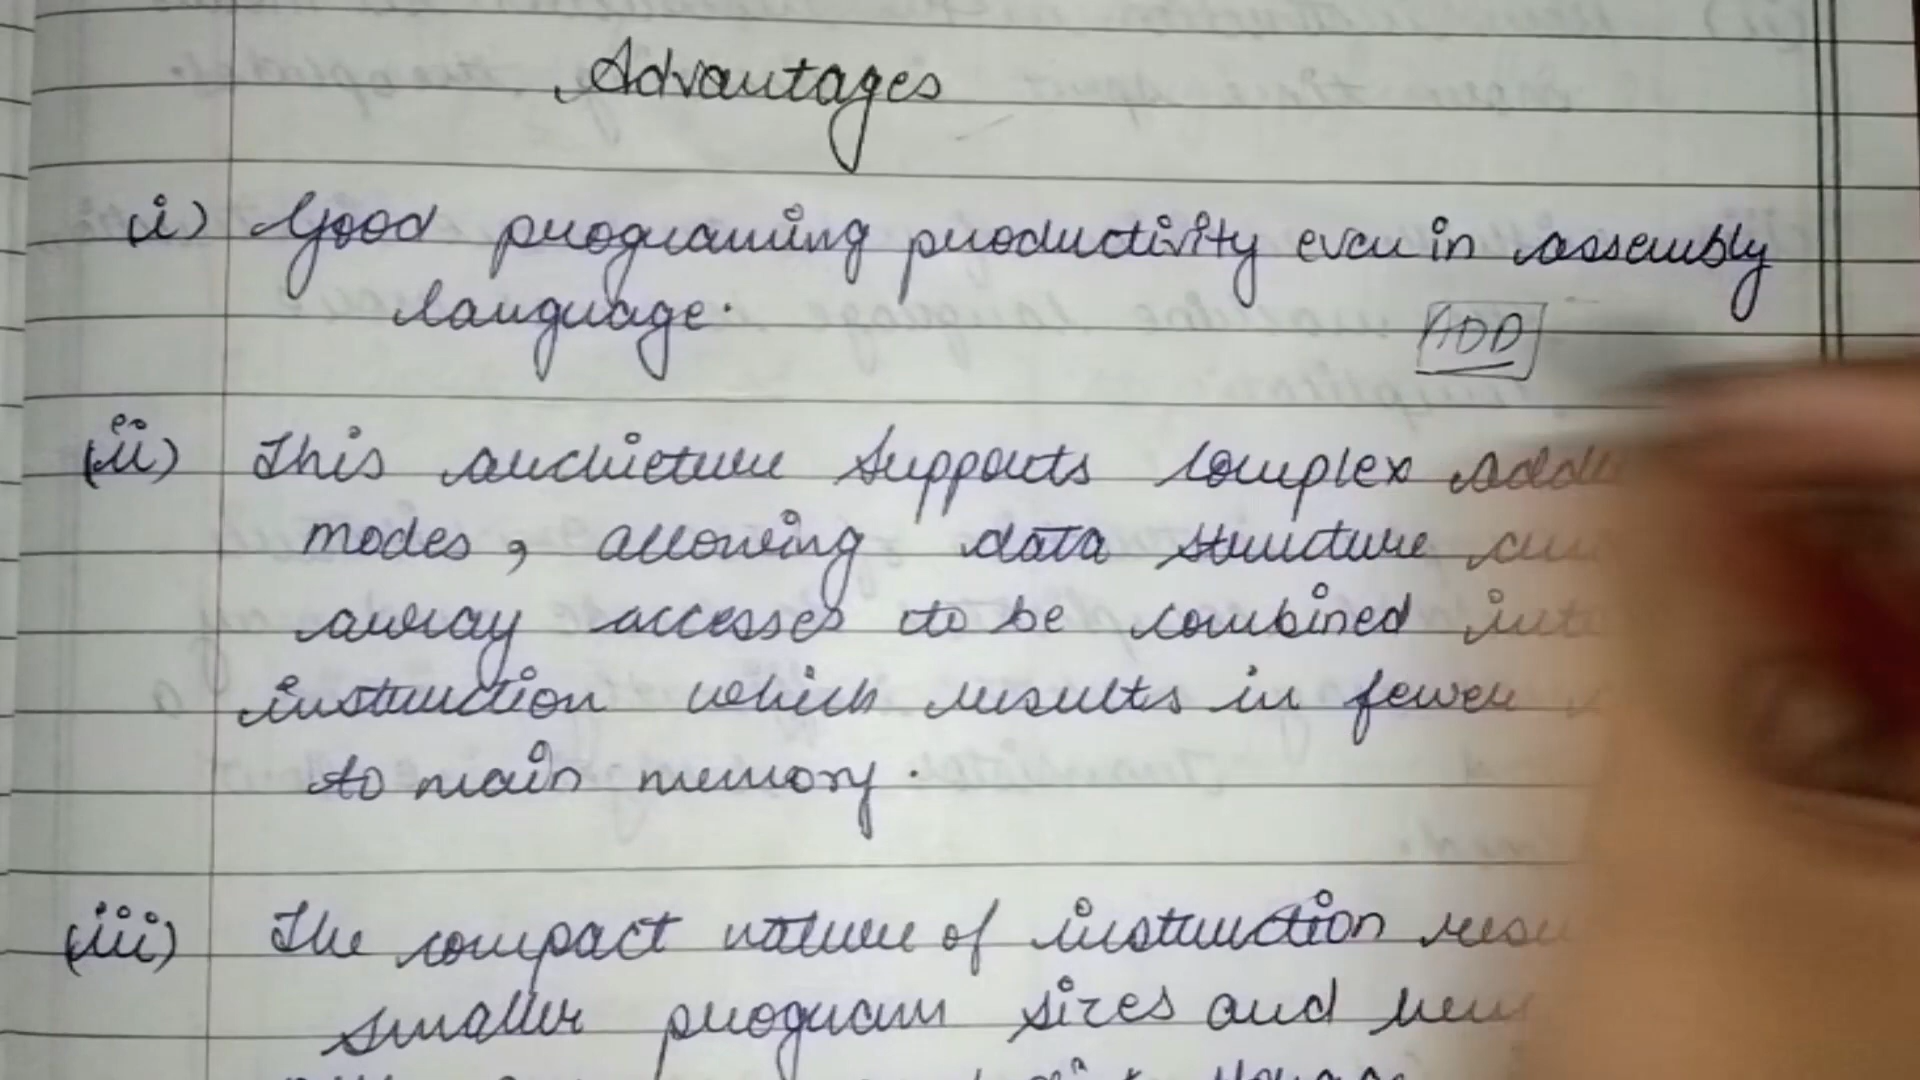 Advantages
i) Good programing productivity even in assembly
language.
ADD
(ii) This archicture supports complex
modes, allowing data structure
array accesses to be combined
instruction which results in fewer
to main memory.
(iii) The compact nature of instruction
smaller program sizes and